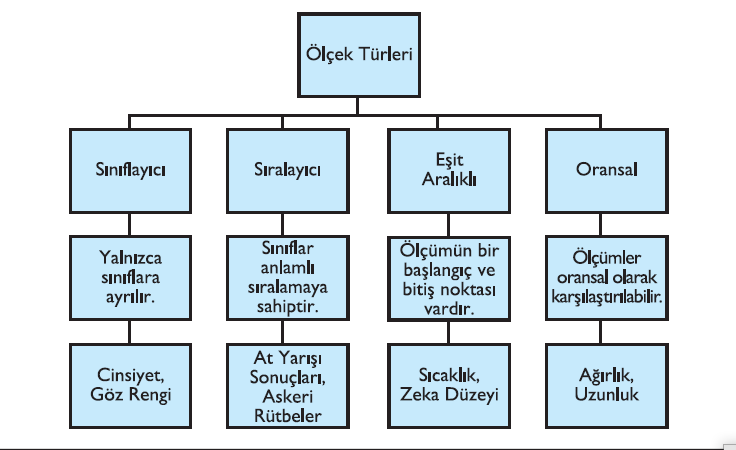 Ölçek Türleri
Sınıflayıcı
Sıralayıcı
Eşit
Aralıklı
Oransal
Yalnızca
sınıflara
ayrılır.
Sınıflar
anlamlı
sıralamaya
sahiptir.
Ölçümün bir
başlangıç ve
bitiş noktası
vardır.
Ölçümler
oransal olarak
karşılaştırılabilir.
Cinsiyet,
Göz Rengi
At Yarışı
Sonuçları,
Askeri
Rütbeler
Sıcaklık,
Zeka Düzeyi
Ağırlık,
Uzunluk